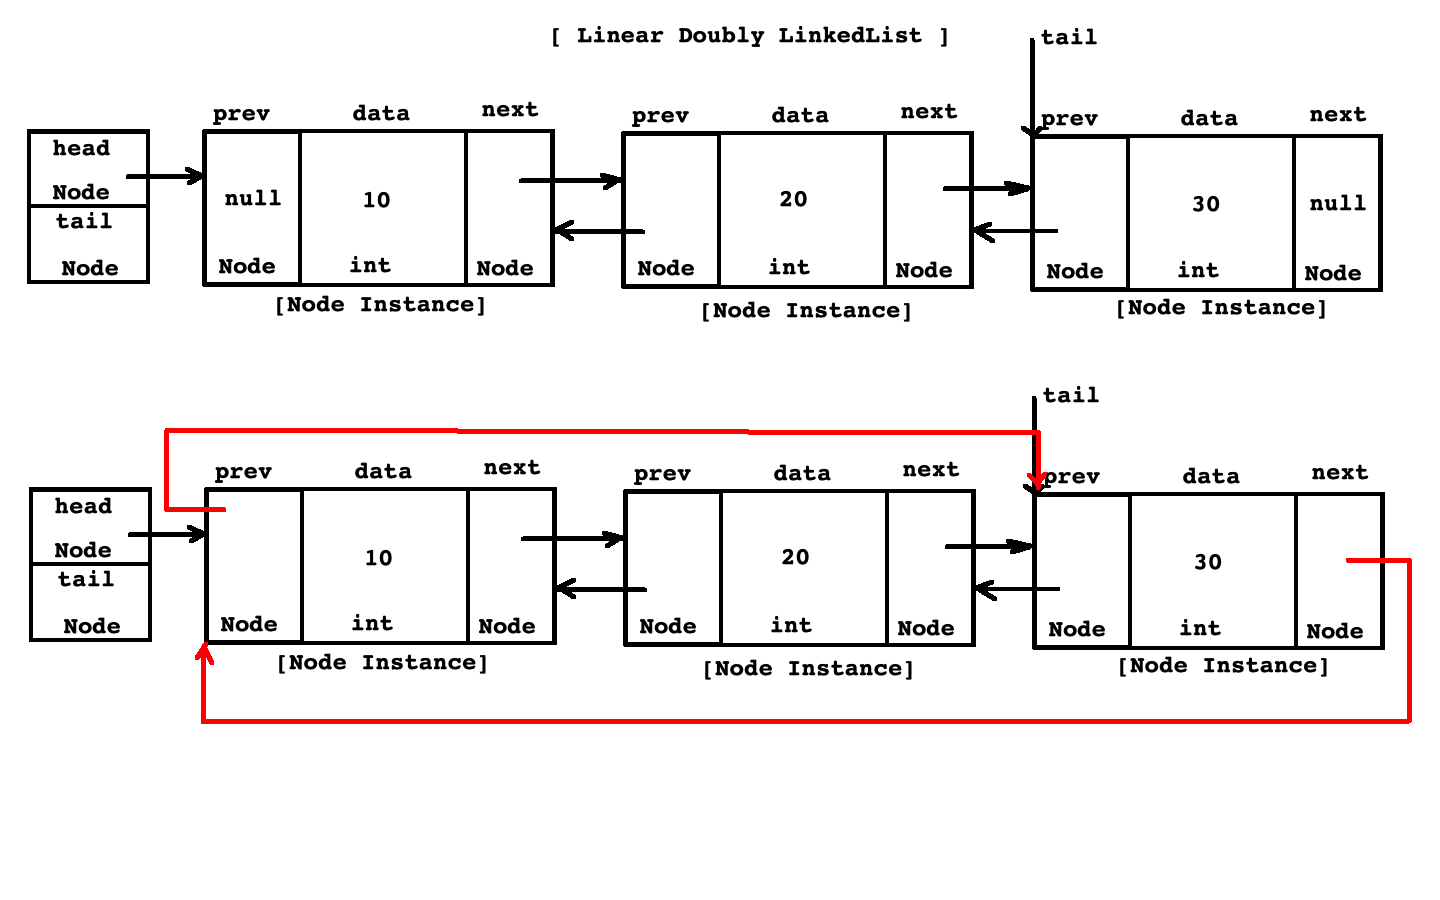 [ Linear Doubly LinkedList ]
tail
prev data next prev data next prev data next
head
Node
tail
Node
null 10 20 30 null
Node int Node Node int Node Node int Node
[Node Instance] [Node Instance] [Node Instance]
tail
prev data next prev data next prev data next
head
Node
tail
Node
10 20 30
Node int Node Node int Node Node int Node
[Node Instance] [Node Instance] [Node Instance]